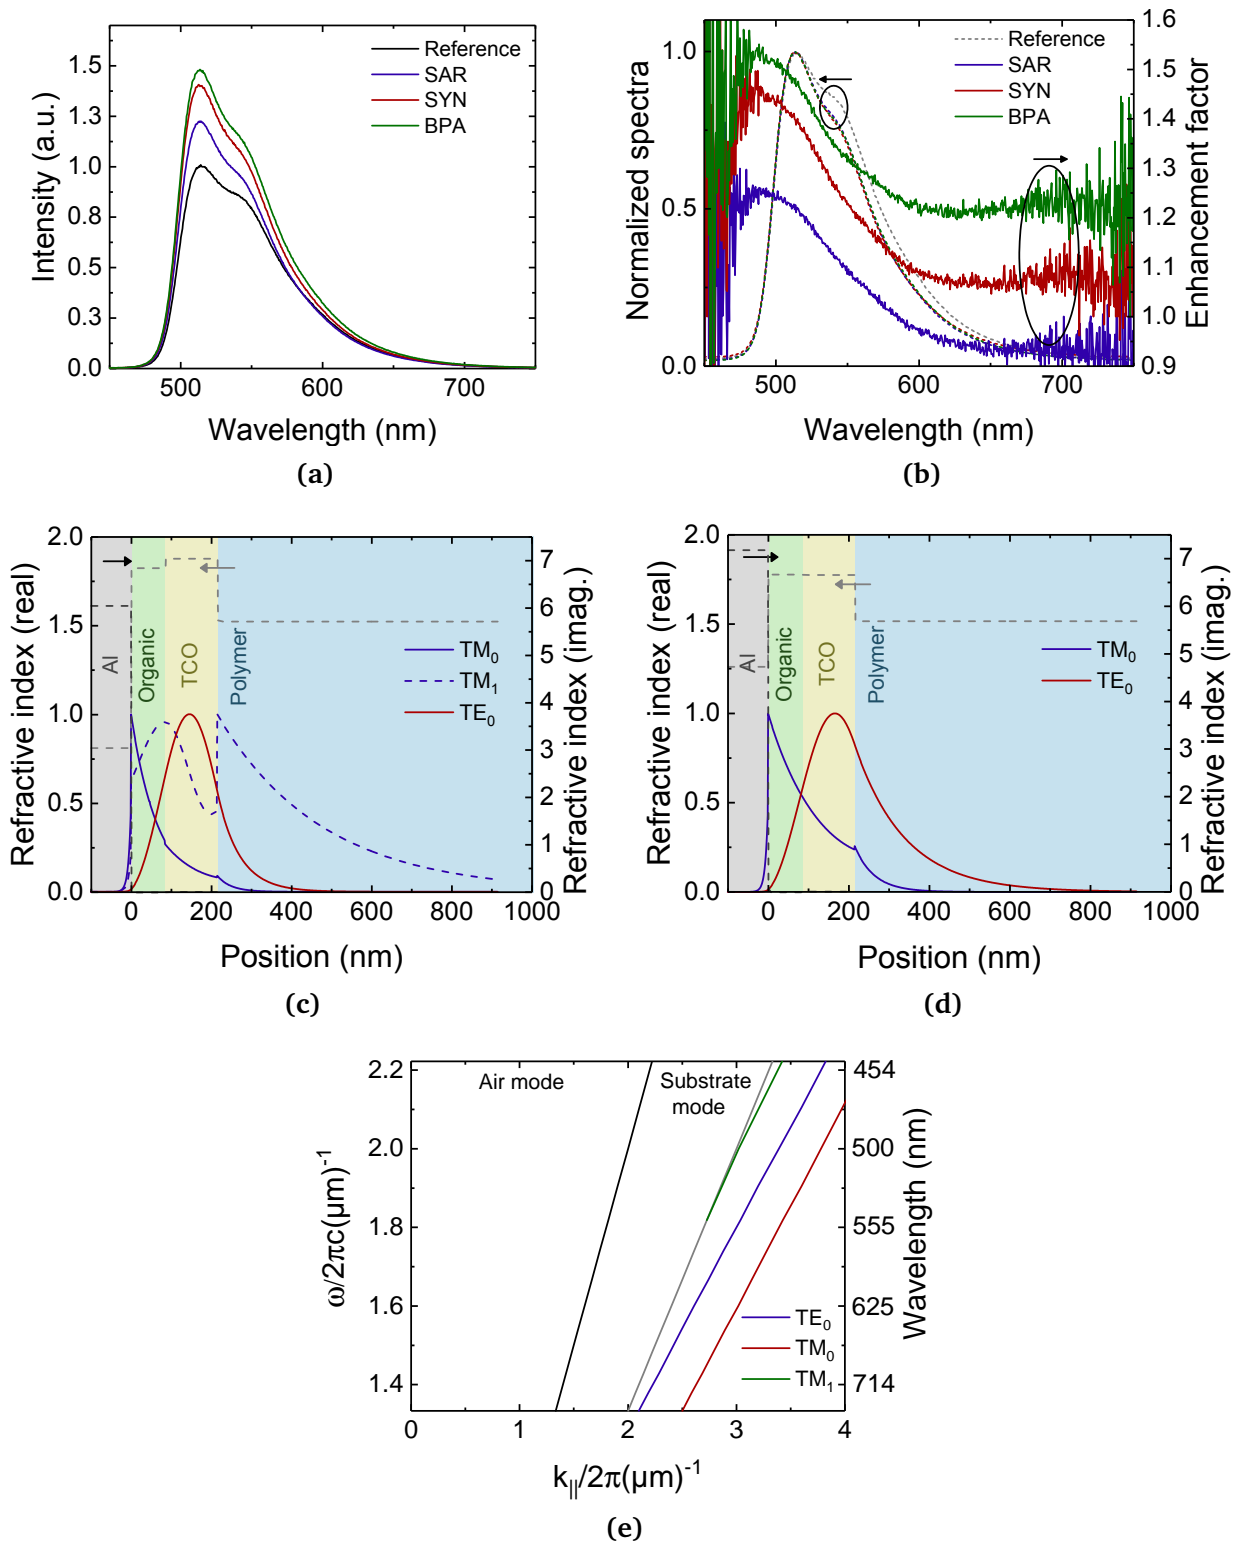 Reference
SAR
SYN
BPA
1.5
1.3
1.0
0.8
0.5
0.3
0.0
500
600
700
Intensity (a.u.)
Wavelength (nm)
(a)
Reference
SAR
SYN
BPA
1.0
0.5
0.0
1.6
1.5
1.4
1.3
1.2
1.1
1.0
0.9
500
600
700
Normalized spectra
Enhancement factor
Wavelength (nm)
(b)
2.0
1.5
1.0
0.5
0.0
7
6
5
4
3
2
1
0
0
200
400
600
800
1000
Al
Organic
TCO
Polymer
TM0
TM1
TE0
Refractive index (real)
Refractive index (imag.)
Position (nm)
(c)
2.0
1.5
1.0
0.5
0.0
7
6
5
4
3
2
1
0
0
200
400
600
800
1000
Al
Organic
TCO
Polymer
TM0
TE0
Refractive index (real)
Refractive index (imag.)
Position (nm)
(d)
2.2
2.0
1.8
1.6
1.4
454
500
555
625
714
0
1
2
3
4
Air mode
Substrate
mode
TE0
TM0
TM1
ω/2πc(μm)-1
Wavelength (nm)
k||/2π(μm)-1
(e)